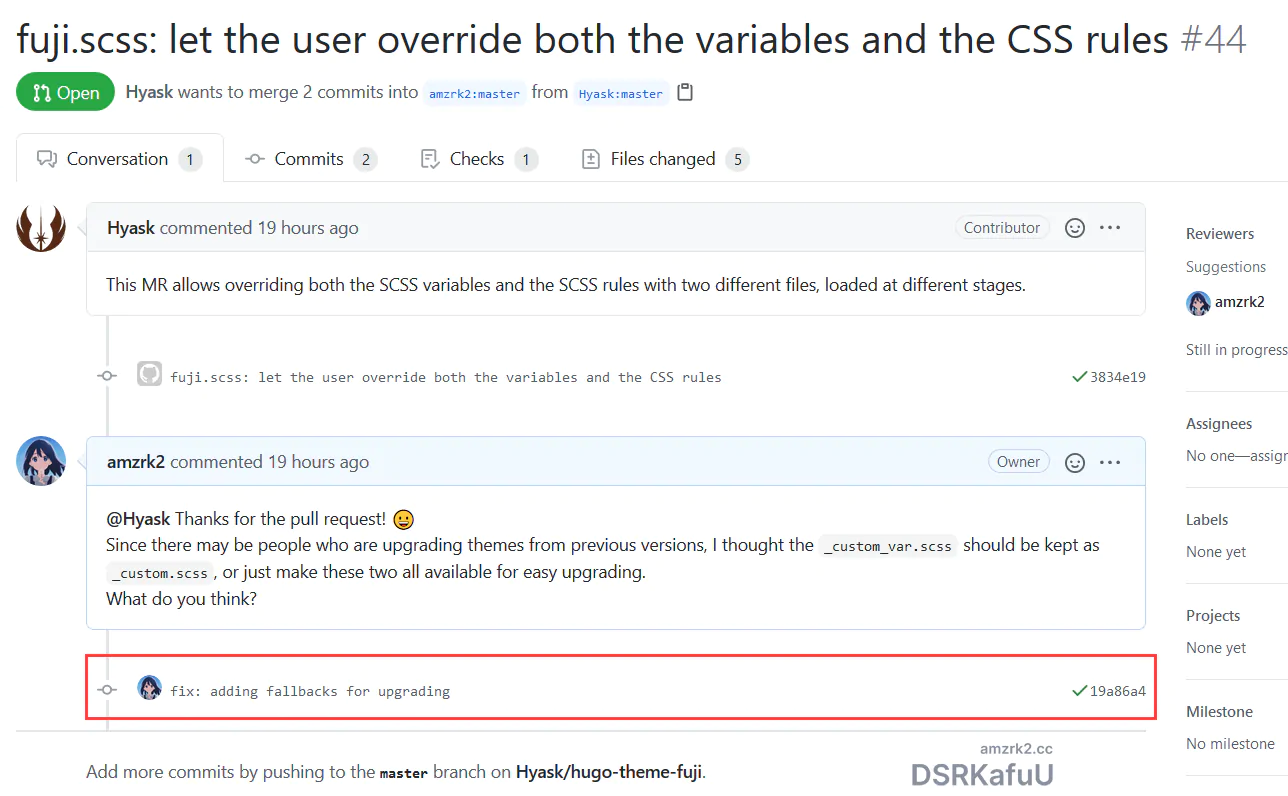 fuji.scss: let the user override both the variables and the CSS rules #44
Open Hyask wants to merge 2 commits into amzrk2:master from Hyask:master
Conversation 1 Commits 2 Checks 1 Files changed 5
Hyask commented 19 hours ago Contributor
This MR allows overriding both the SCSS variables and the SCSS rules with two different files, loaded at different stages.
fuji.scss: let the user override both the variables and the CSS rules 3834e19
amzrk2 commented 19 hours ago Owner
@Hyask Thanks for the pull request! 😀
Since there may be people who are upgrading themes from previous versions, I thought the _custom_var.scss should be kept as
_custom.scss, or just make these two all available for easy upgrading.
What do you think?
fix: adding fallbacks for upgrading 19a86a4
Add more commits by pushing to the master branch on Hyask/hugo-theme-fuji.
Reviewers
Suggestions
amzrk2
Still in progress
Assignees
No one—assign
Labels
None yet
Projects
None yet
Milestone
No milestone
amzrk2.cc
DSRKafuU